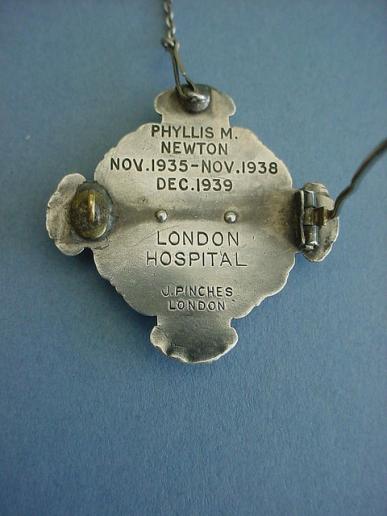 PHYLLIS M.
NEWTON
NOV.1935-NOV.1938
DEC.1939
LONDON
HOSPITAL
J.PINCHES
LONDON